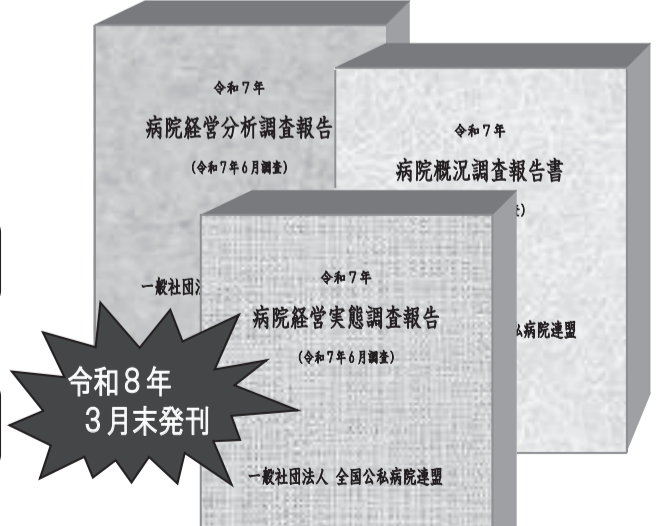 令和７年
病院経営分析調査報告
（令和７年６月調査）
一般社団法
令和７年
病院概況調査報告書
私病院連盟
令和７年
病院経営実態調査報告
（令和７年６月調査）
一般社団法人 全国公私病院連盟
令和８年
３月末発刊